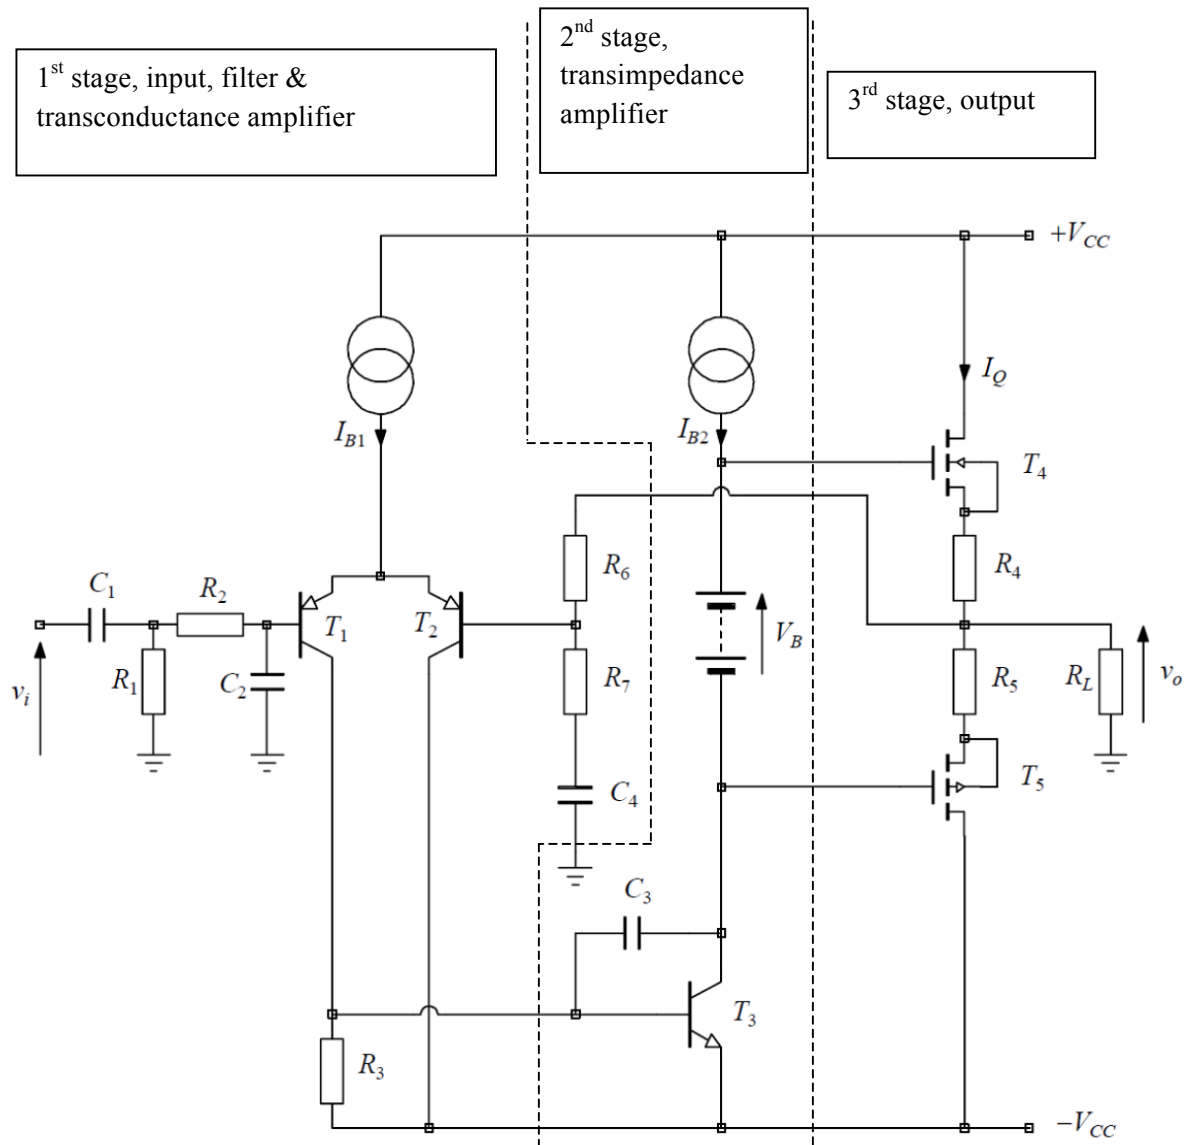 1st stage, input, filter &
transconductance amplifier
2nd stage,
transimpedance
amplifier
3rd stage, output
+VCC
IQ
IB1
IB2
T4
R6
R4
C1
R2
T1
T2
VB
vi
R1
C2
R7
R5
RL
vo
T5
C4
C3
T3
R3
−VCC